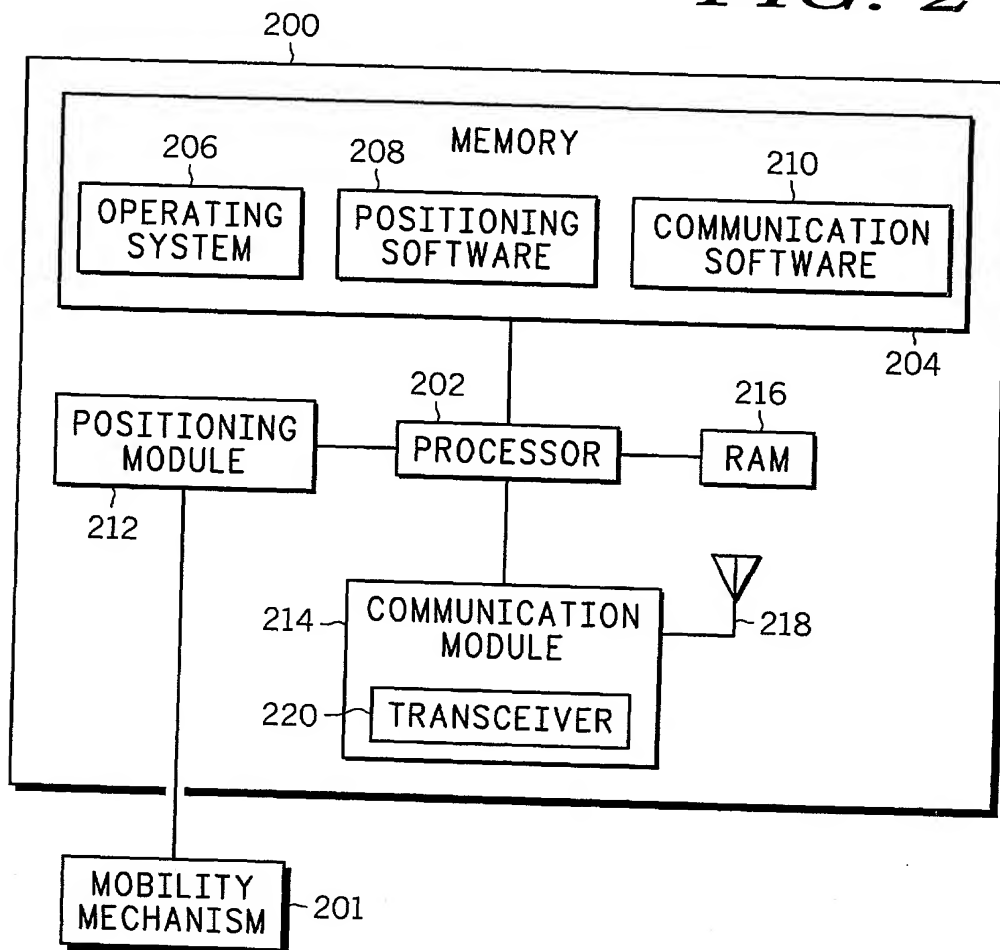 FIG. 2
200
MEMORY
206
208
210
OPERATING
SYSTEM
POSITIONING
SOFTWARE
COMMUNICATION
SOFTWARE
204
202
216
POSITIONING
MODULE
PROCESSOR
RAM
212
214
COMMUNICATION
MODULE
218
220
TRANSCEIVER
MOBILITY
MECHANISM
201